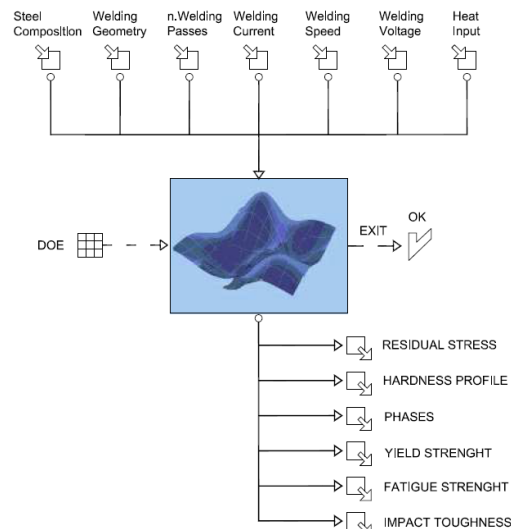 Steel Composition
Welding Geometry
n.Welding Passes
Welding Current
Welding Speed
Welding Voltage
Heat Input
DOE
EXIT
OK
RESIDUAL STRESS
HARDNESS PROFILE
PHASES
YIELD STRENGHT
FATIGUE STRENGHT
IMPACT TOUGHNESS